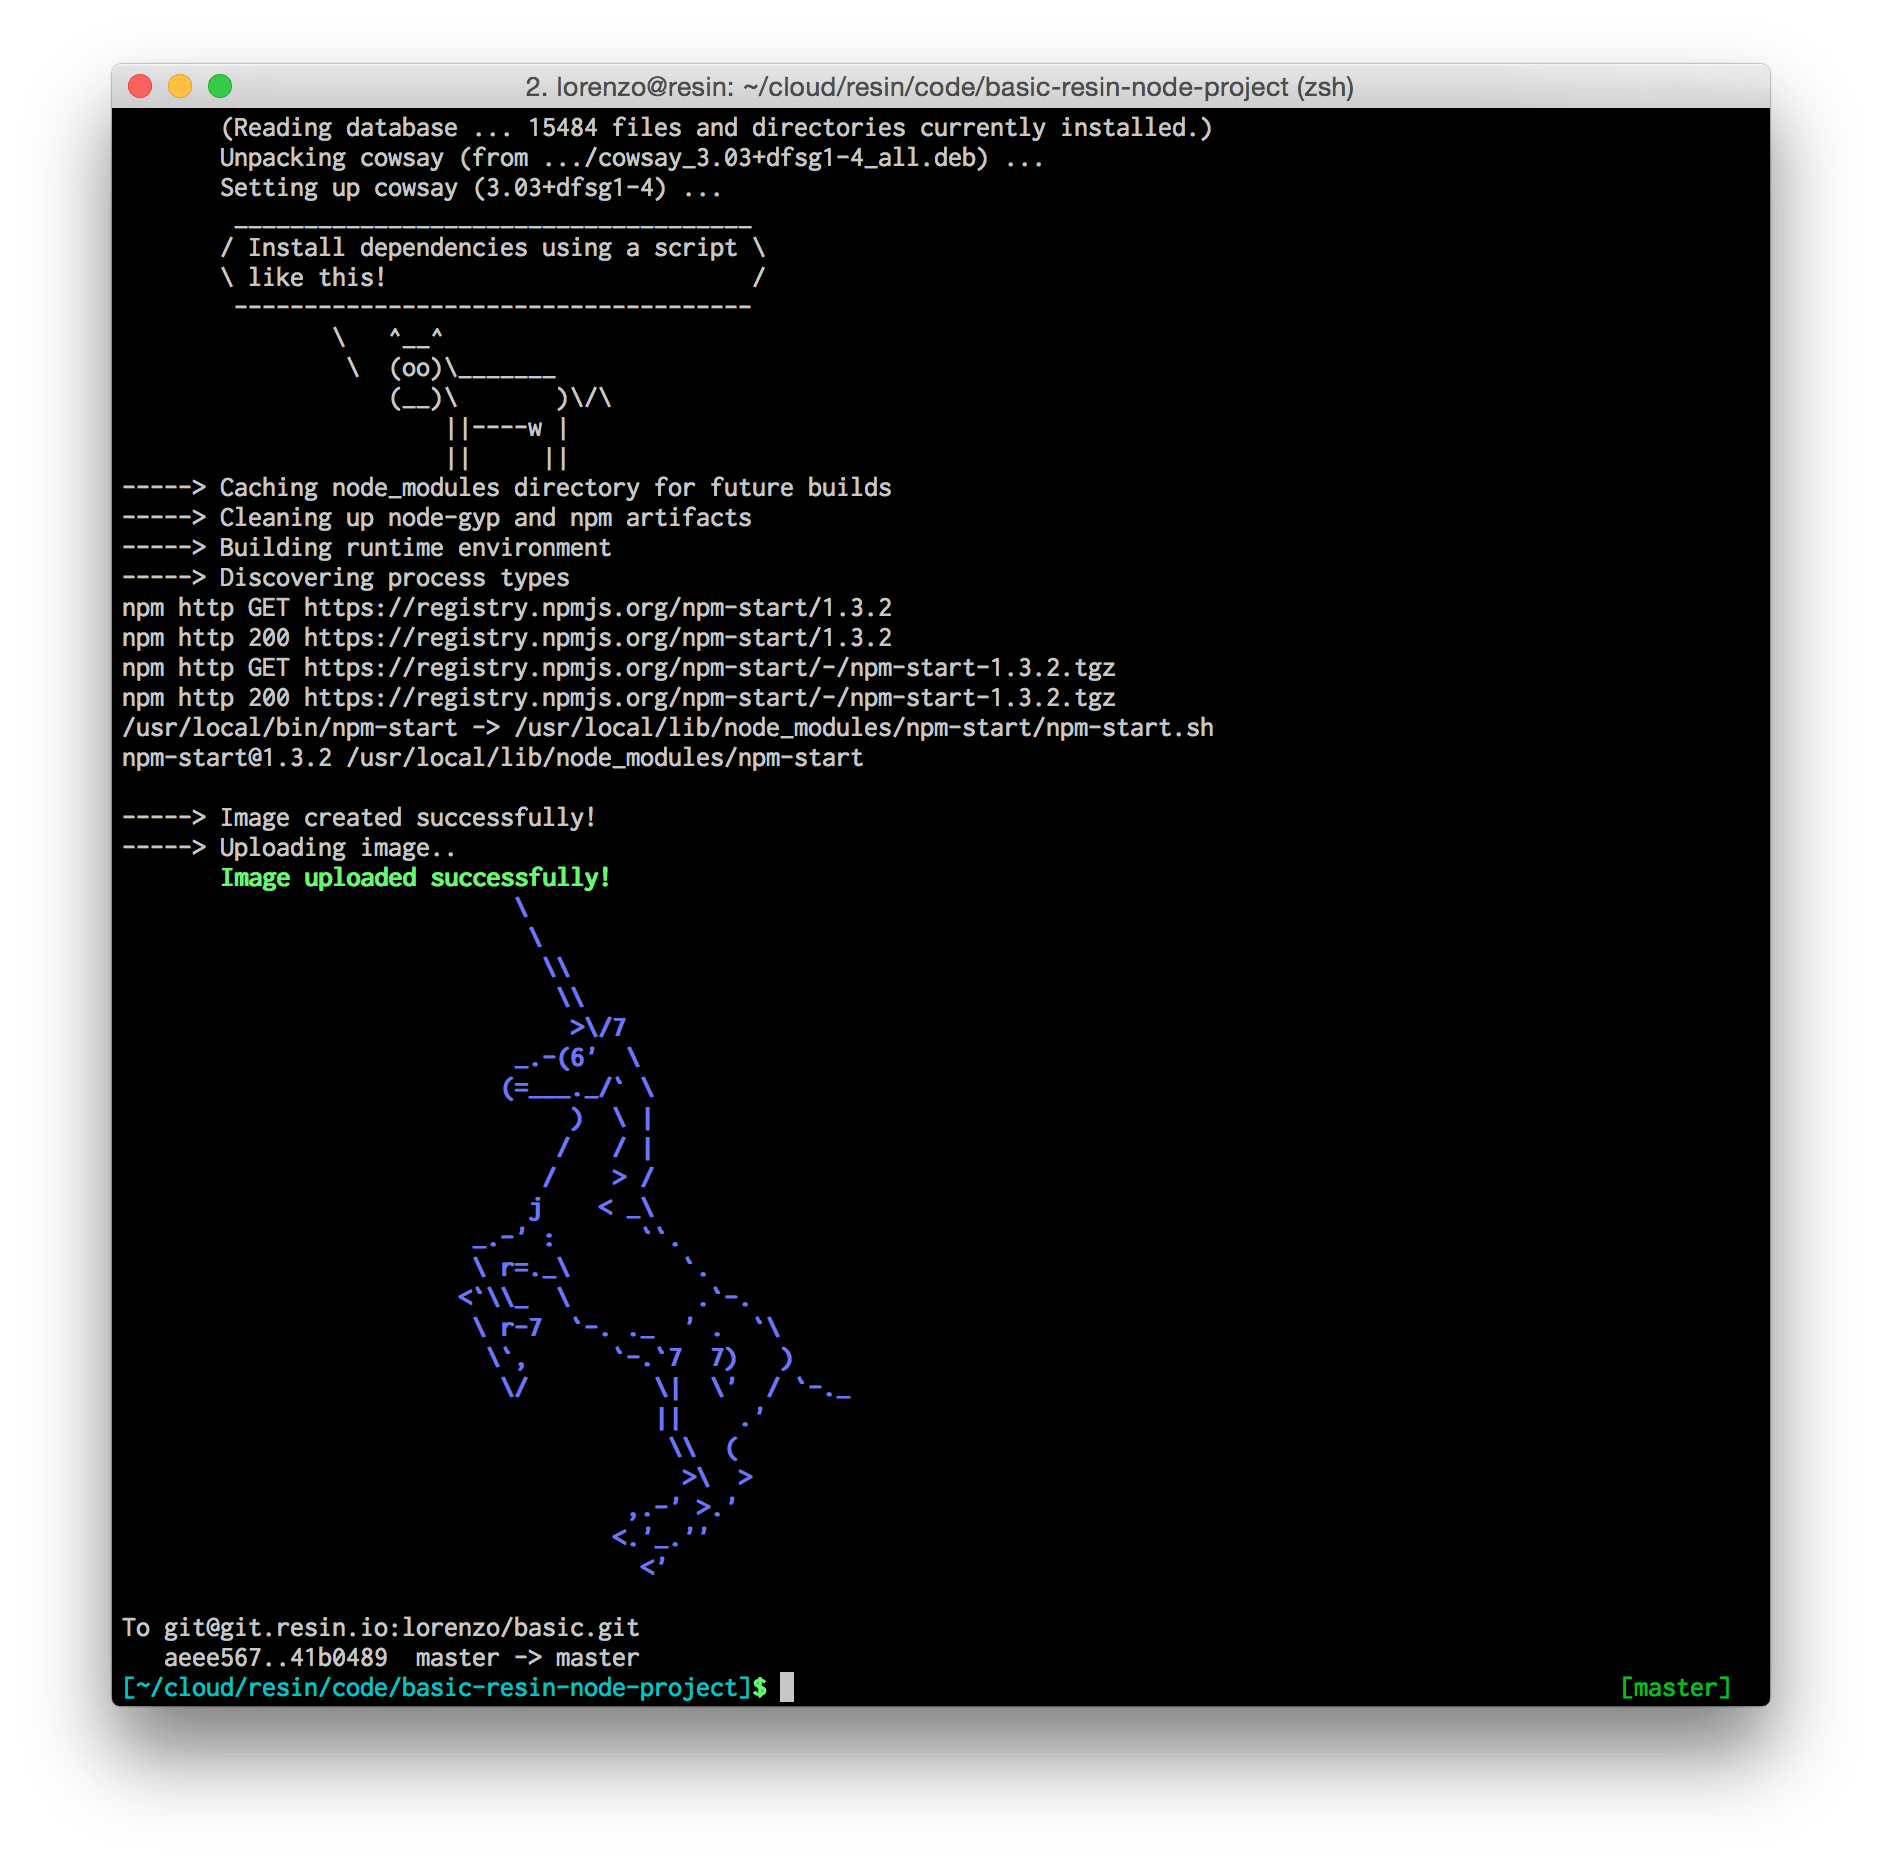 2. lorenzo@resin: ~/cloud/resin/code/basic-resin-node-project (zsh)
(Reading database ... 15484 files and directories currently installed.)
Unpacking cowsay (from .../cowsay_3.03+dfsg1-4_all.deb) ...
Setting up cowsay (3.03+dfsg1-4) ...
 _____________________________________
/ Install dependencies using a script \
\ like this!                          /
 -------------------------------------
        \   ^__^
         \  (oo)\_______
            (__)\       )\/\
                ||----w |
                ||     ||
-----> Caching node_modules directory for future builds
-----> Cleaning up node-gyp and npm artifacts
-----> Building runtime environment
-----> Discovering process types
npm http GET https://registry.npmjs.org/npm-start/1.3.2
npm http 200 https://registry.npmjs.org/npm-start/1.3.2
npm http GET https://registry.npmjs.org/npm-start/-/npm-start-1.3.2.tgz
npm http 200 https://registry.npmjs.org/npm-start/-/npm-start-1.3.2.tgz
/usr/local/bin/npm-start -> /usr/local/lib/node_modules/npm-start/npm-start.sh
npm-start@1.3.2 /usr/local/lib/node_modules/npm-start
-----> Image created successfully!
-----> Uploading image..
       Image uploaded successfully!
                            \
                             \
                              \\
                               \\
                                >\/7
                            _.-(6'  \
                           (=___._/` \
                                )  \ |
                               /   / |
                              /    > /
                             j    < _\
                         _.-' :      ``.
                         \ r=._\        `.
                        <`\\_  \         .`-.
                         \ r-7  `-. ._  ' .  `\
                          \`,      `-.`7  7)   )
                           \/         \|  \'  / `-._
                                      ||    .'
                                       \\  (
                                        >\  >
                                    ,.-' >.'
                                   <.'_.''
                                     <'
To git@git.resin.io:lorenzo/basic.git
   aeee567..41b0489  master -> master
[~/cloud/resin/code/basic-resin-node-project]$ [master]